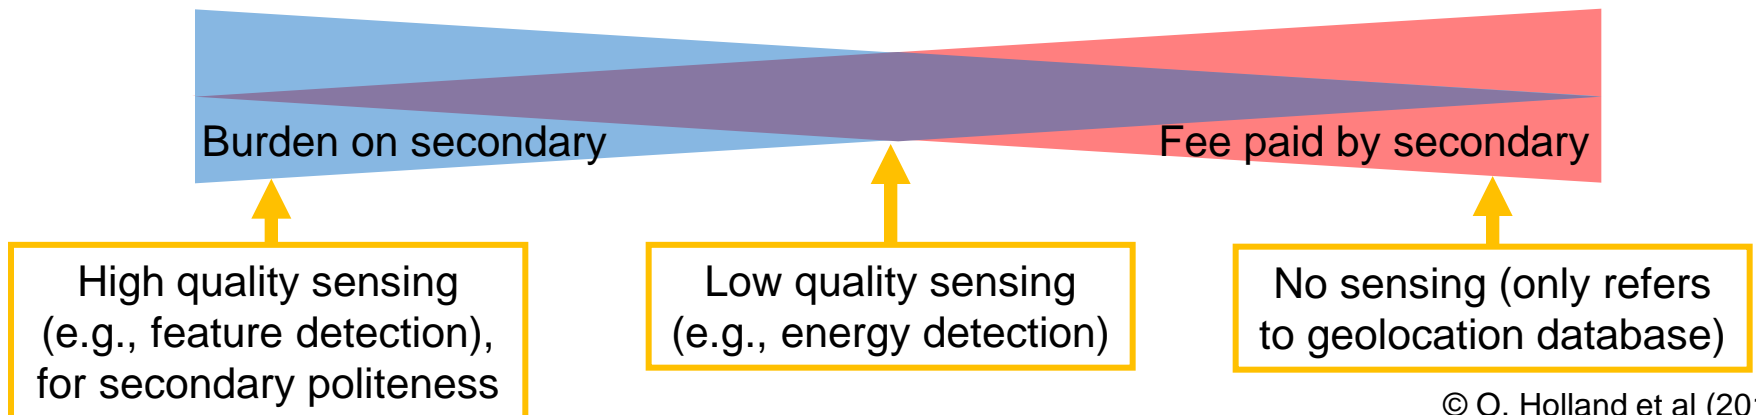 Burden on secondary
Fee paid by secondary
High quality sensing
(e.g., feature detection),
for secondary politeness
Low quality sensing
(e.g., energy detection)
No sensing (only refers
to geolocation database)
© O. Holland et al (20